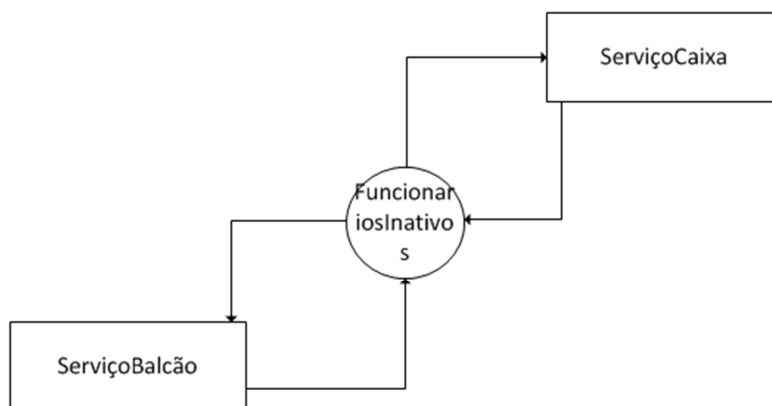 ServiçoCaixa
Funcionar
iosInativo
s
ServiçoBalcão